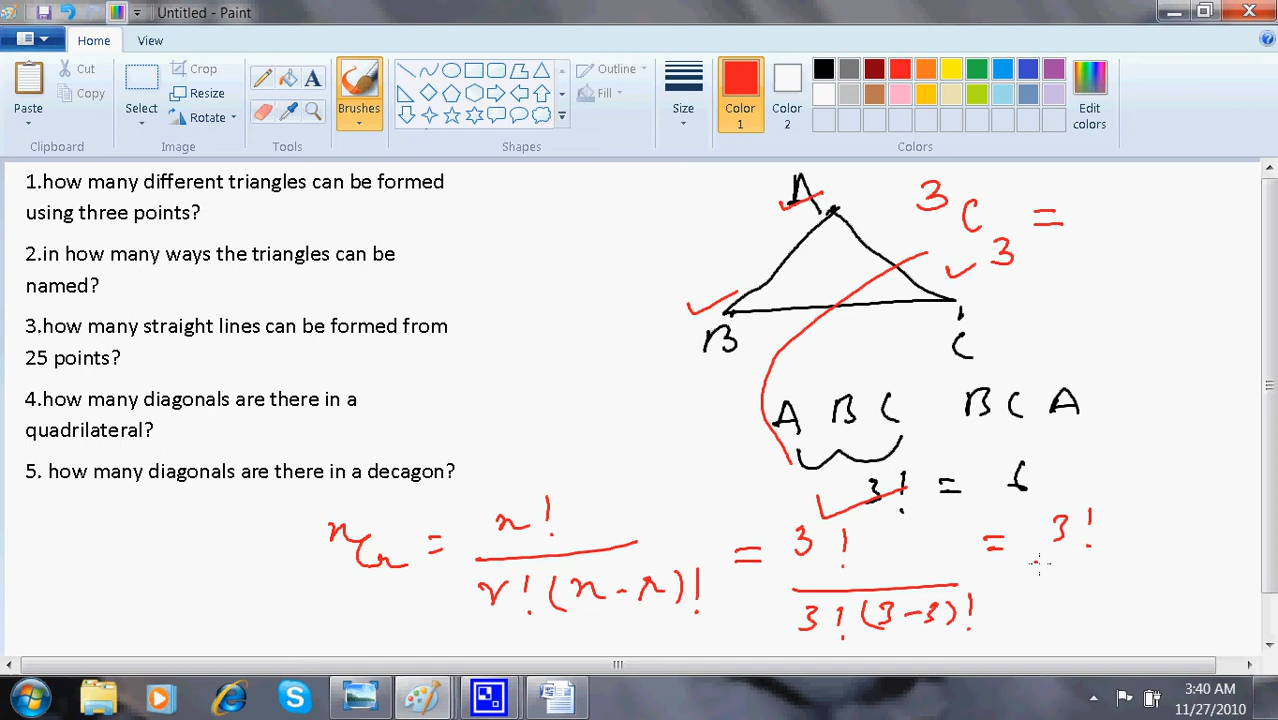 Untitled - Paint
Home View
Paste
Cut
Copy
Select
Crop
Resize
Rotate
A
Brushes
Outline
Fill
Size
Color 1
Color 2
Edit colors
Clipboard Image Tools Shapes Colors
1.how many different triangles can be formed
using three points?
2.in how many ways the triangles can be
named?
3.how many straight lines can be formed from
25 points?
4.how many diagonals are there in a
quadrilateral?
5. how many diagonals are there in a decagon?
A
3C3 =
B
C
A B C B C A
3! = 6
nCr = n! / r!(n-r)! = 3! / 3!(3-3)! = 3!
3:40 AM
11/27/2010